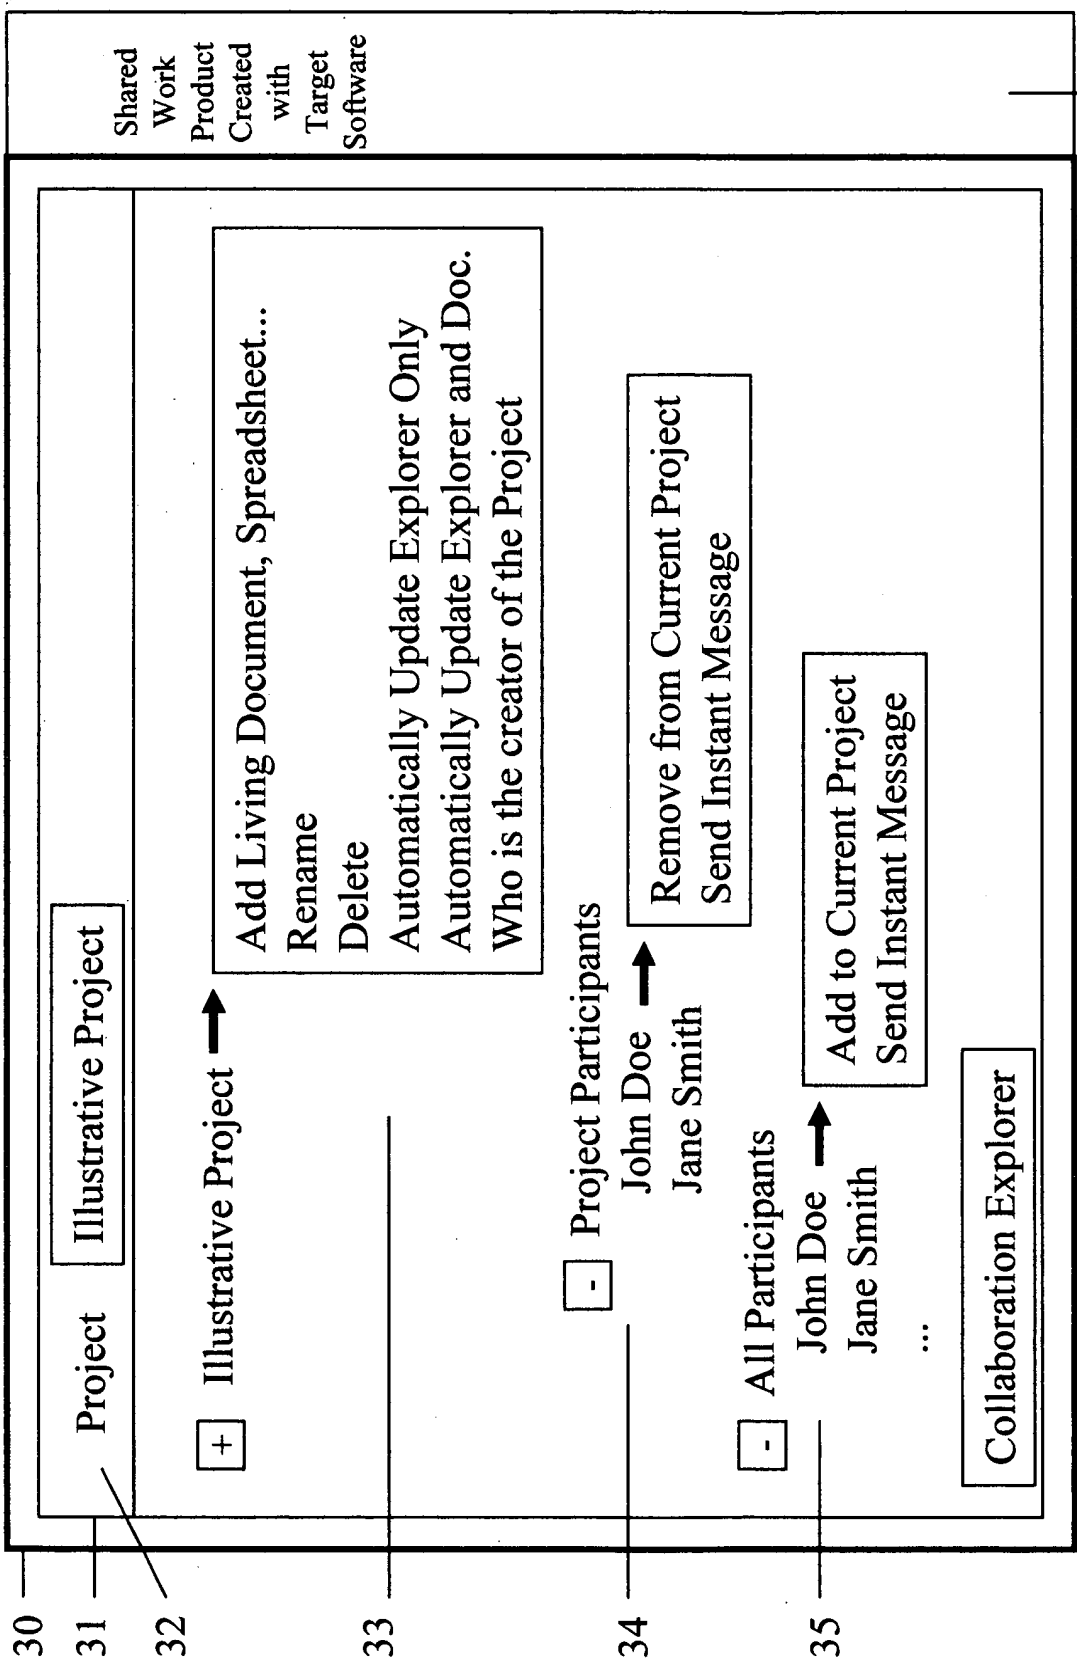 30
31
32
33
34
35
Project
Illustrative Project
+ Illustrative Project
Add Living Document, Spreadsheet...
Rename
Delete
Automatically Update Explorer Only
Automatically Update Explorer and Doc.
Who is the creator of the Project
- Project Participants
John Doe
Jane Smith
Remove from Current Project
Send Instant Message
- All Participants
John Doe
Jane Smith
...
Add to Current Project
Send Instant Message
Collaboration Explorer
Shared
Work
Product
Created
with
Target
Software